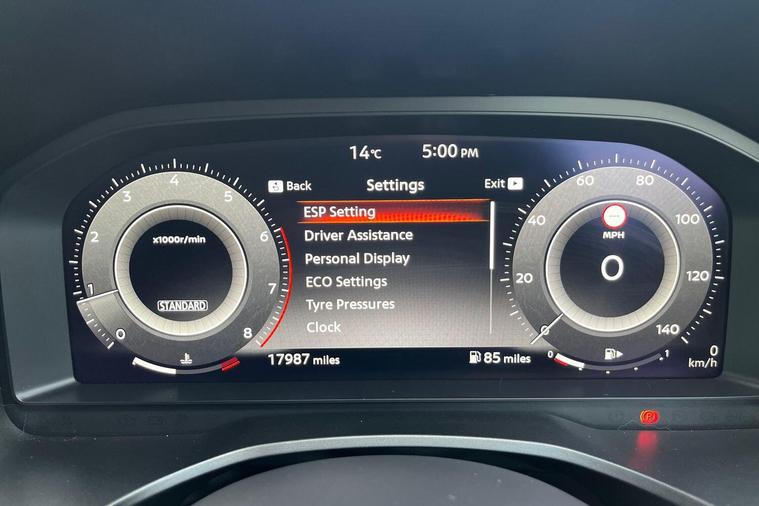 14°C 5:00 PM
Back Settings Exit
ESP Setting
Driver Assistance
Personal Display
ECO Settings
Tyre Pressures
Clock
x1000r/min
STANDARD
0 1 2 3 4 5 6 7 8
MPH
0
0 20 40 60 80 100 120 140
17987 miles
85 miles
0 1
0
km/h
P